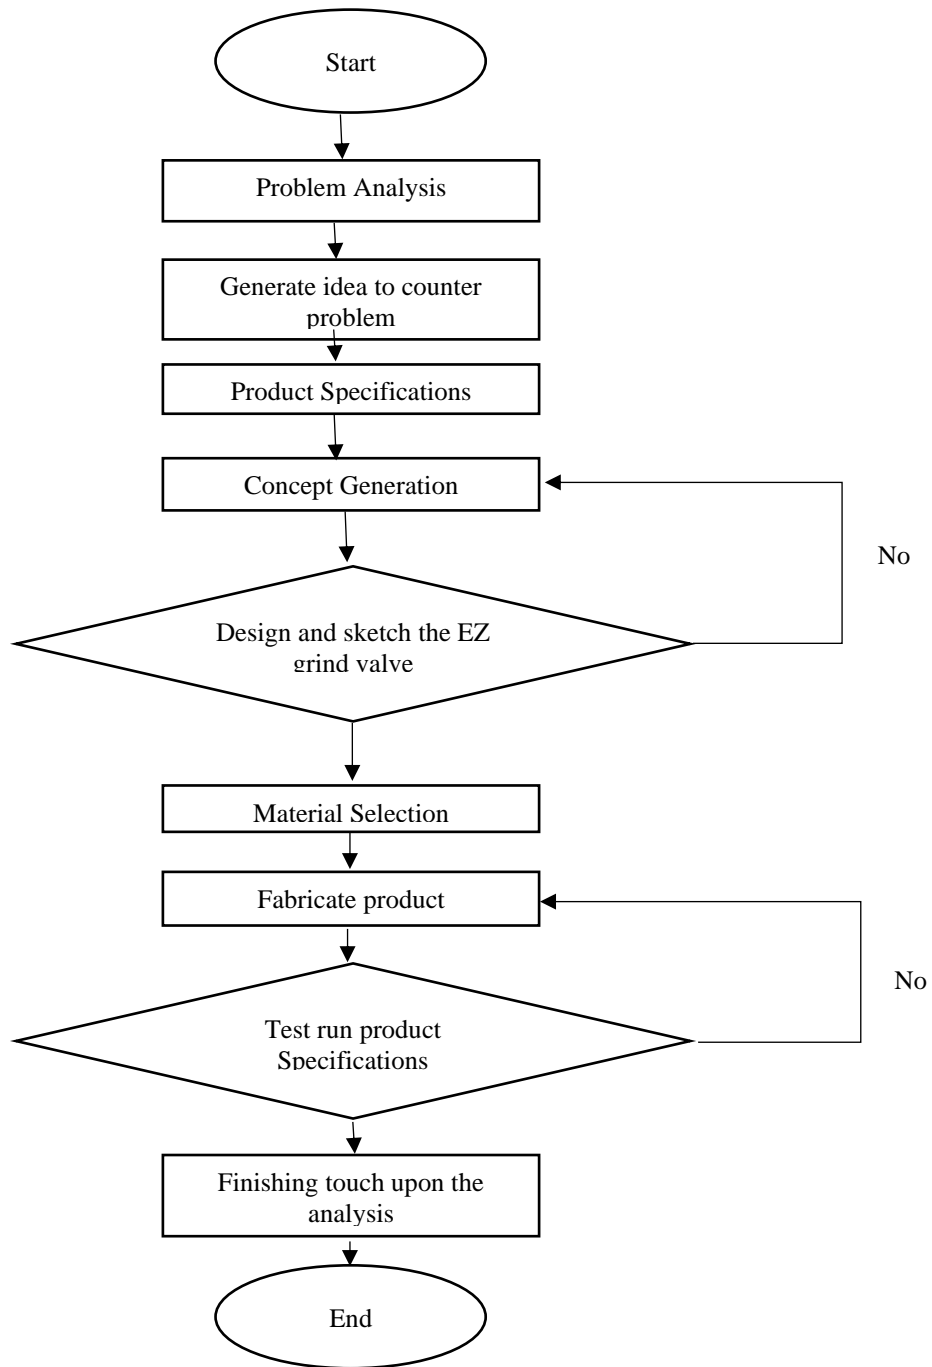 Start
Problem Analysis
Generate idea to counter
problem
Product Specifications
Concept Generation
No
Design and sketch the EZ
grind valve
Material Selection
Fabricate product
No
Test run product
Specifications
Finishing touch upon the
analysis
End